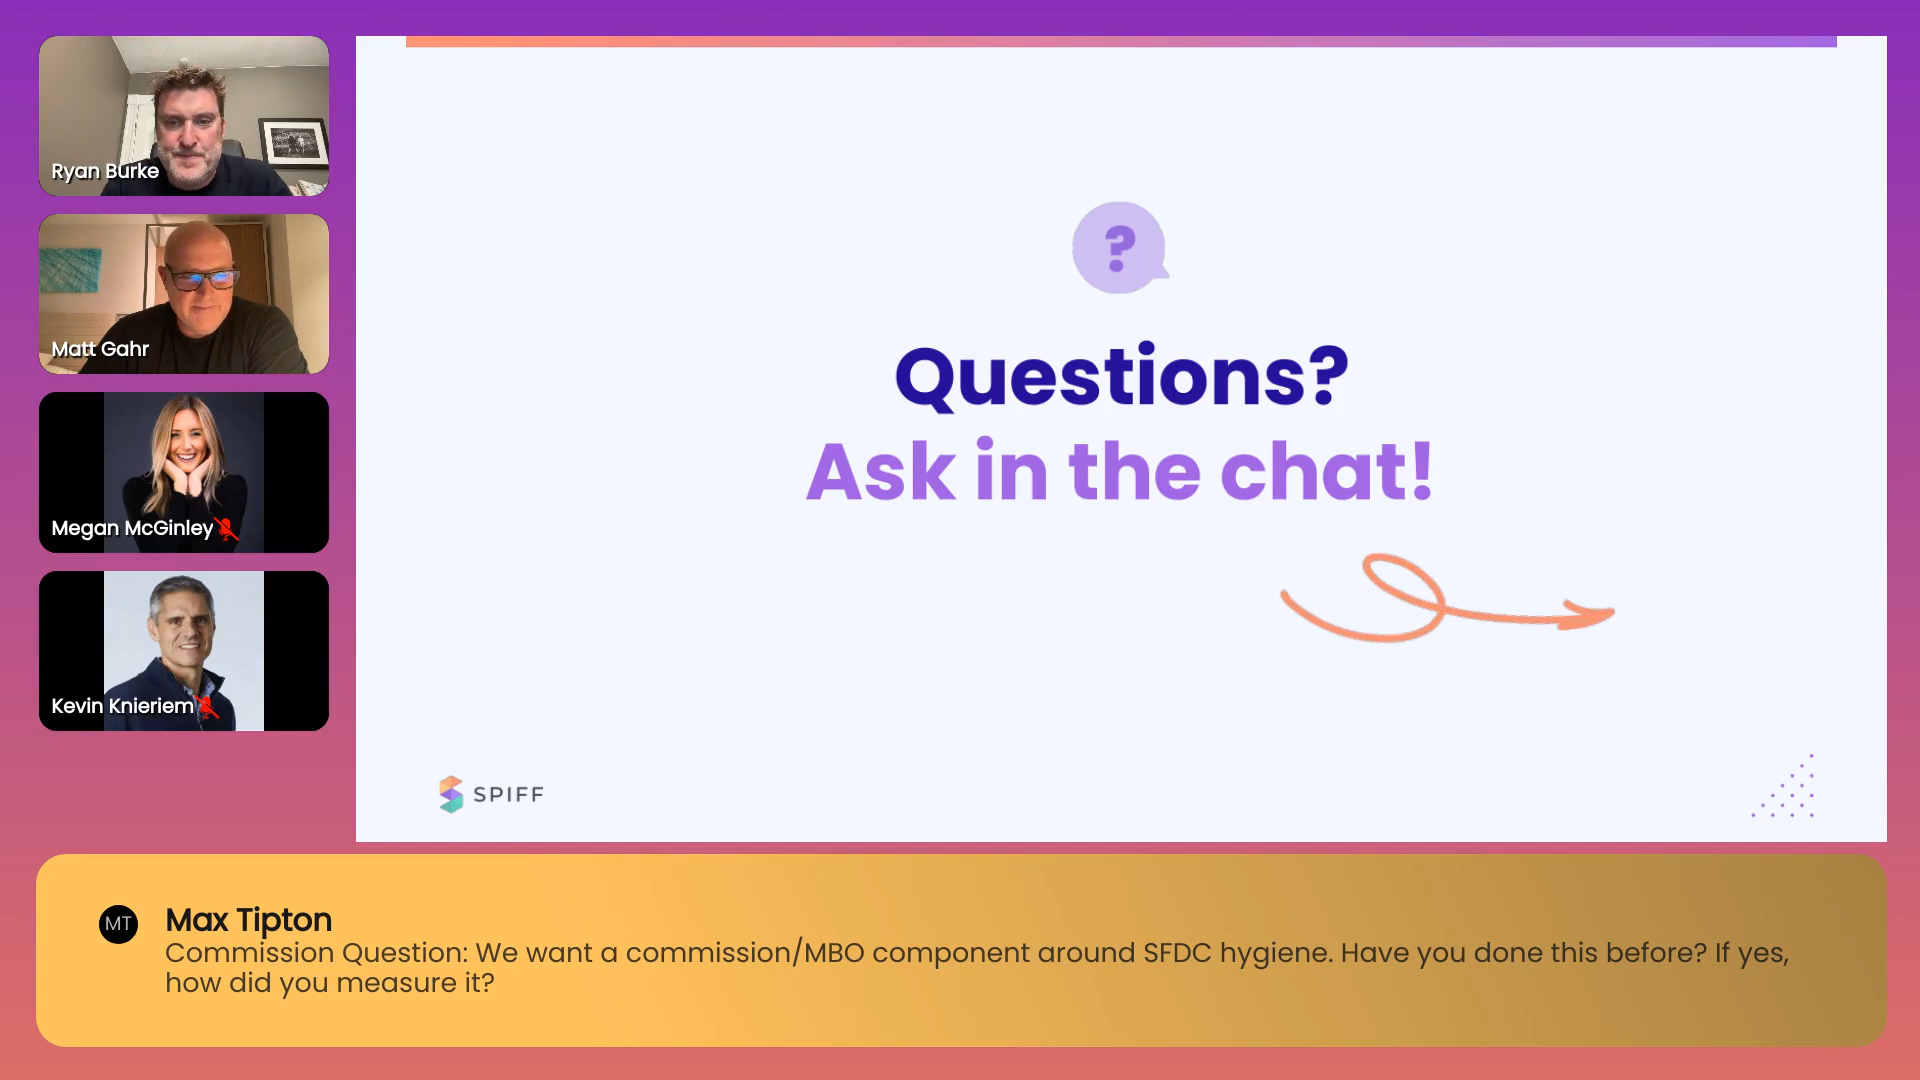 Ryan Burke
Matt Gahr
Megan McGinley
Kevin Knieriem
?
Questions?
Ask in the chat!
SPIFF
MT
Max Tipton
Commission Question: We want a commission/MBO component around SFDC hygiene. Have you done this before? If yes,
how did you measure it?